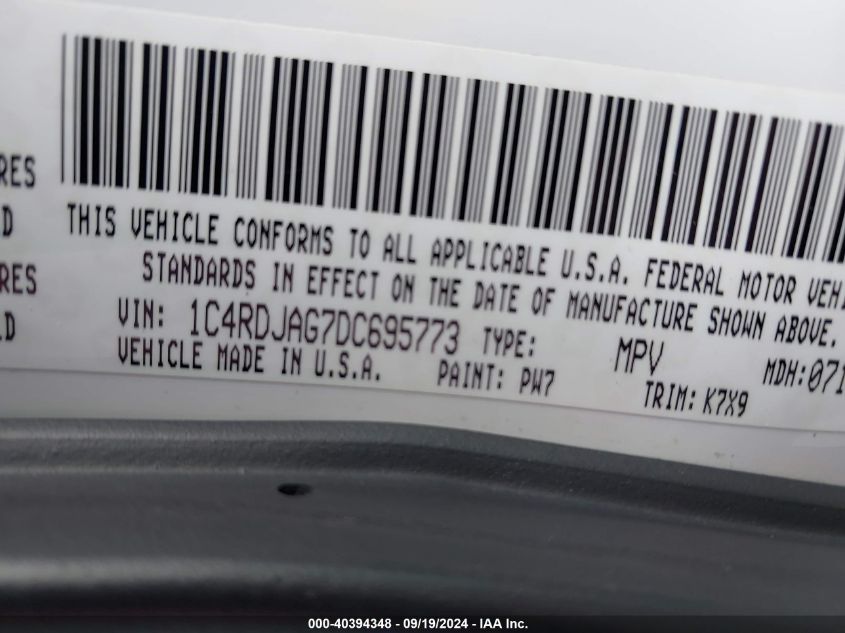 RES
D
RES
LD
THIS VEHICLE CONFORMS TO ALL APPLICABLE U.S.A. FEDERAL MOTOR VEHI
STANDARDS IN EFFECT ON THE DATE OF MANUFACTURE SHOWN ABOVE.
VIN: 1C4RDJAG7DC695773 TYPE: MPV MDH:071
VEHICLE MADE IN U.S.A. PAINT: PW7 TRIM: K7X9
000-40394348 - 09/19/2024 - IAA Inc.